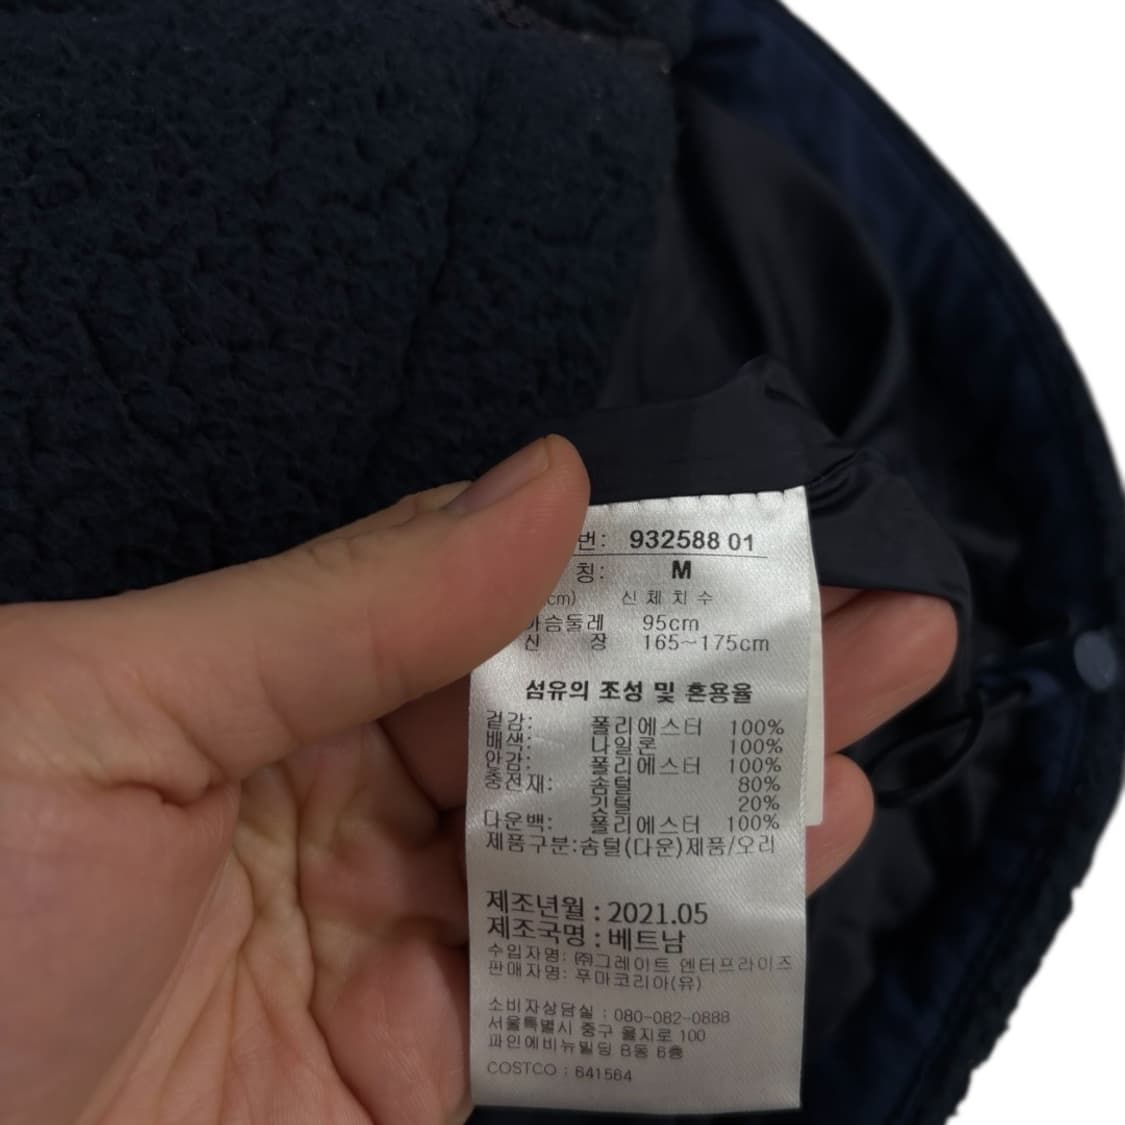 번: 932588 01
칭: M
cm) 신체치수
가슴둘레 95cm
신 장 165~175cm
섬유의 조성 및 혼용율
겉감: 폴리에스터 100%
배색: 나일론 100%
안감: 폴리에스터 100%
충전재: 솜털 80%
깃털 20%
다운백: 폴리에스터 100%
제품구분:솜털(다운)제품/오리
제조년월 : 2021.05
제조국명 : 베트남
수입자명: ㈜그레이트 엔터프라이즈
판매자명: 푸마코리아(유)
소비자상담실 : 080-082-0888
서울특별시 중구 을지로 100
파인에비뉴빌딩 B동 6층
COSTCO : 641564